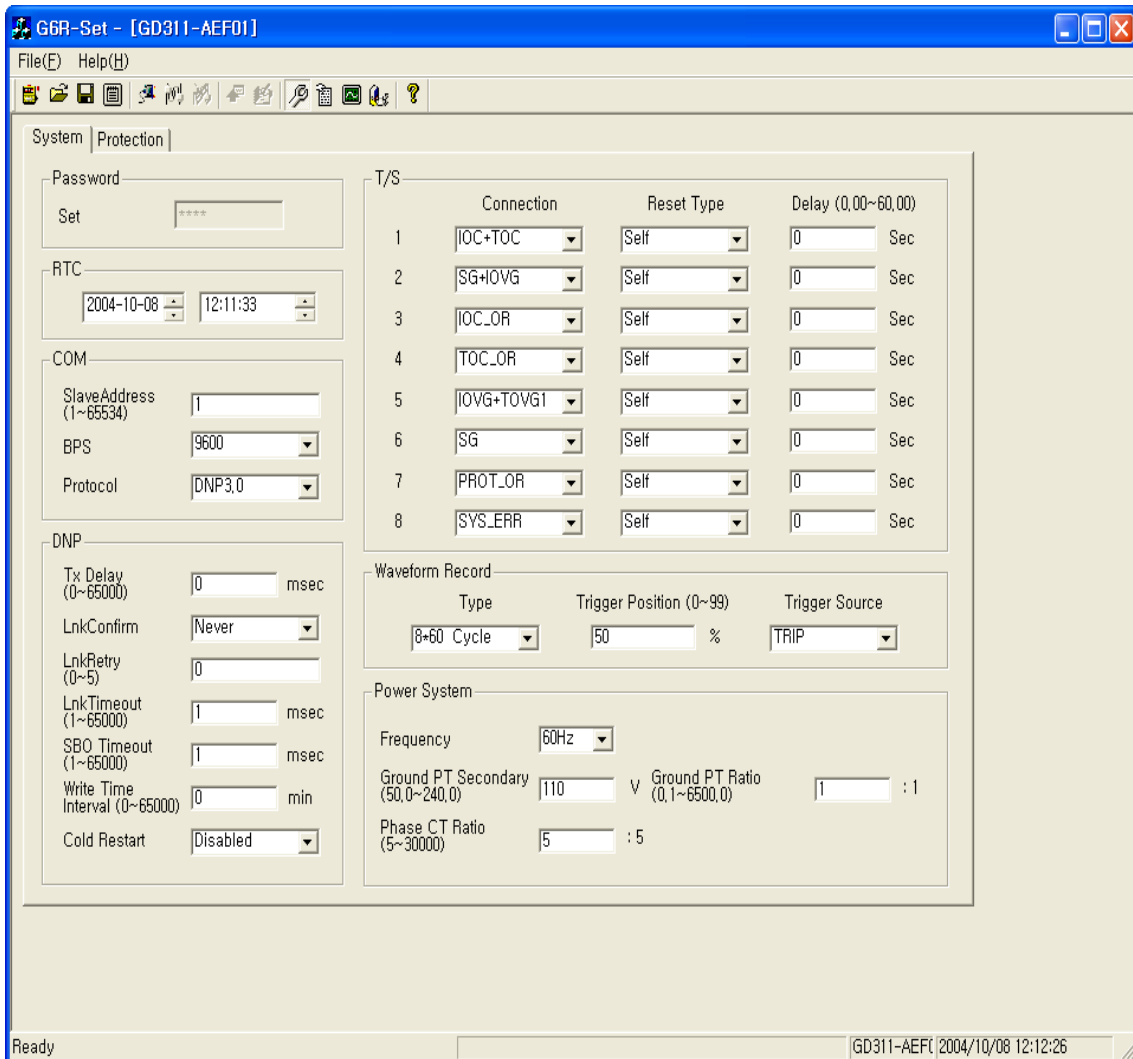 G6R-Set - [GD311-AEF01]
File(F) Help(H)
System Protection
Password
Set ****
RTC
2004-10-08 12:11:33
COM
SlaveAddress
(1~65534)
1
BPS 9600
Protocol DNP3,0
DNP
Tx Delay
(0~65000)
0 msec
LnkConfirm Never
LnkRetry
(0~5)
0
LnkTimeout
(1~65000)
1 msec
SBO Timeout
(1~65000)
1 msec
Write Time
Interval (0~65000)
0 min
Cold Restart Disabled
T/S
Connection Reset Type Delay (0,00~60,00)
1 IOC+TOC Self 0 Sec
2 SG+IOVG Self 0 Sec
3 IOC_OR Self 0 Sec
4 TOC_OR Self 0 Sec
5 IOVG+TOVG1 Self 0 Sec
6 SG Self 0 Sec
7 PROT_OR Self 0 Sec
8 SYS_ERR Self 0 Sec
Waveform Record
Type Trigger Position (0~99) Trigger Source
8*60 Cycle 50 % TRIP
Power System
Frequency 60Hz
Ground PT Secondary
(50,0~240,0)
110 V
Ground PT Ratio
(0,1~6500,0)
1 : 1
Phase CT Ratio
(5~30000)
5 : 5
Ready GD311-AEF( 2004/10/08 12:12:26